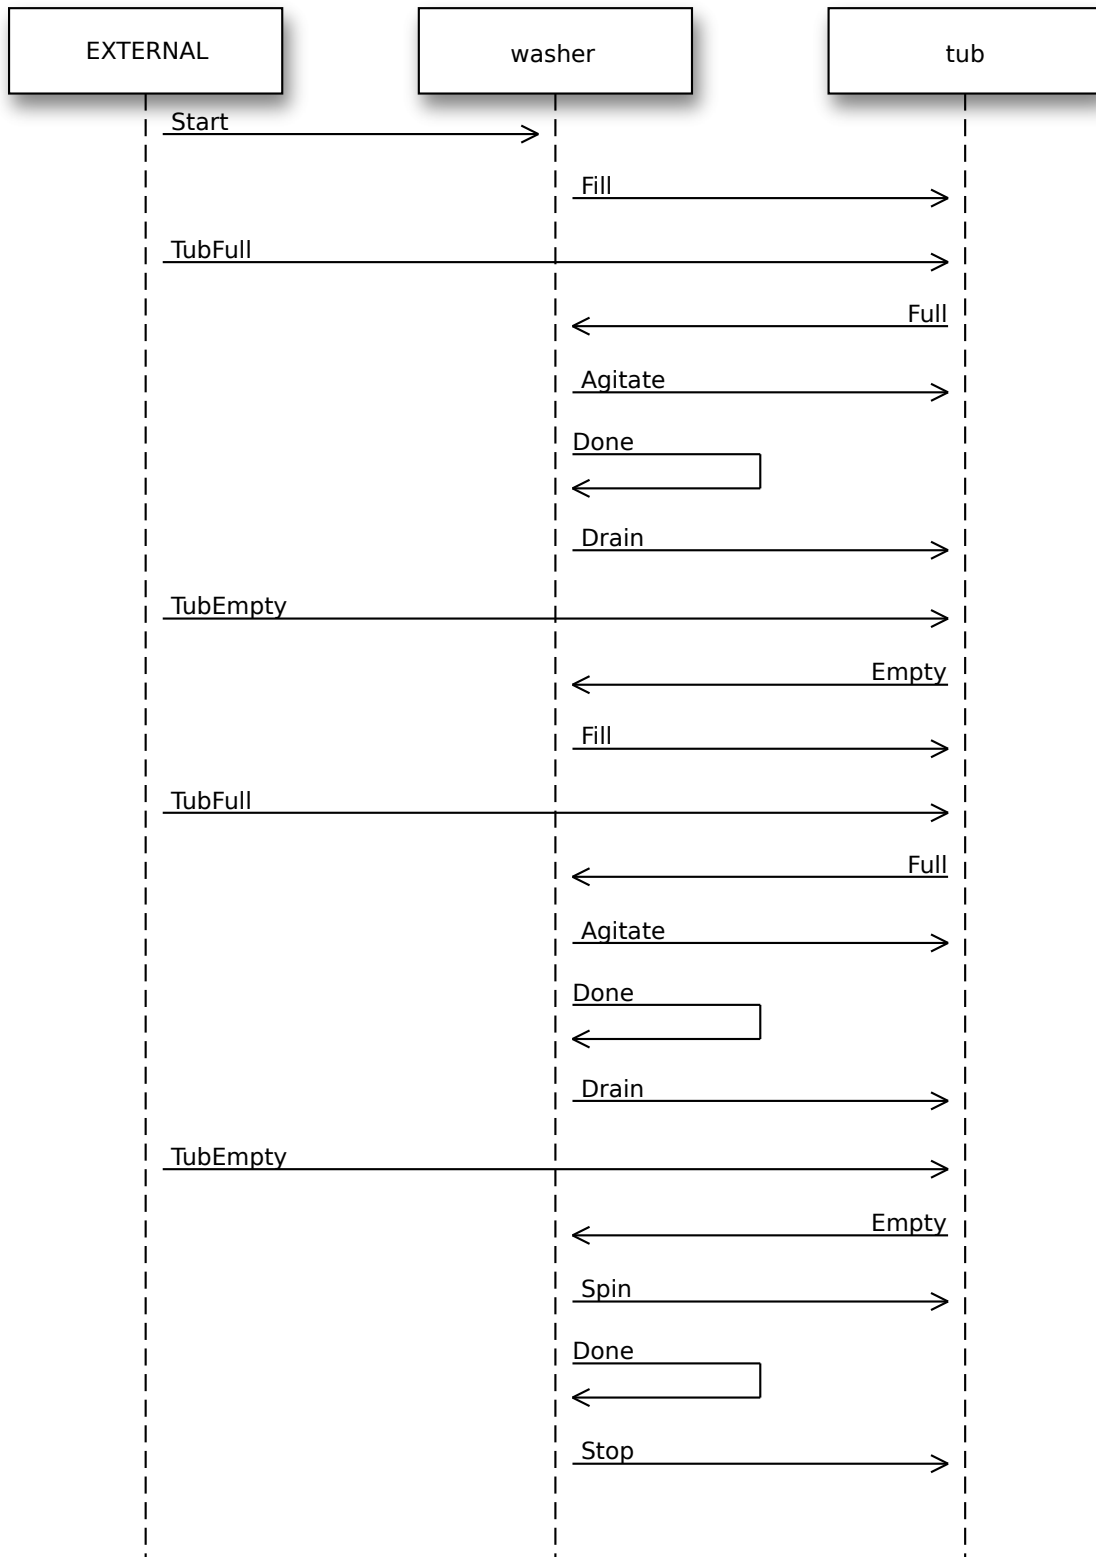 EXTERNAL
washer
tub
Start
Fill
TubFull
Full
Agitate
Done
Drain
TubEmpty
Empty
Fill
TubFull
Full
Agitate
Done
Drain
TubEmpty
Empty
Spin
Done
Stop